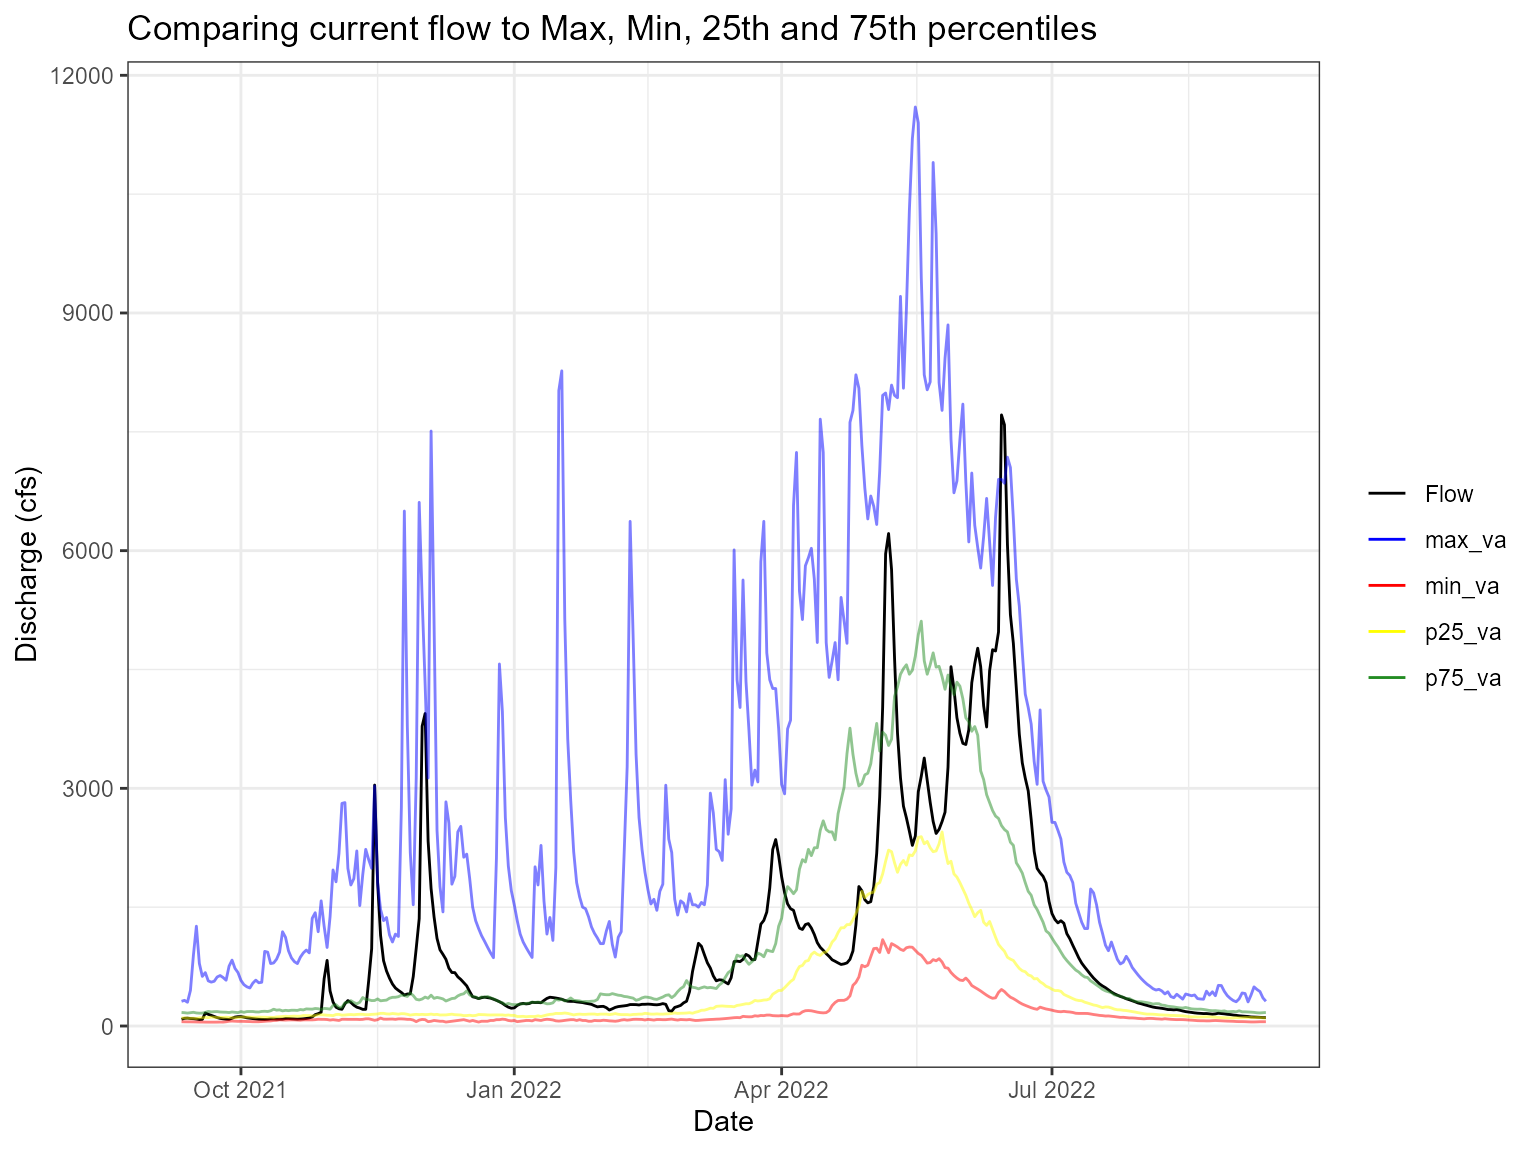 Comparing current flow to Max, Min, 25th and 75th percentiles
12000
9000
6000
3000
0
Discharge (cfs)
Oct 2021
Jan 2022
Apr 2022
Jul 2022
Date
Flow
max_va
min_va
p25_va
p75_va